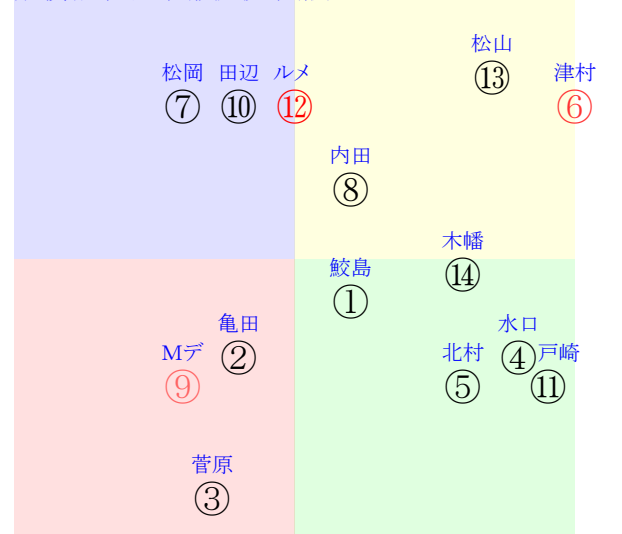 松山
⑬
津村
⑥
松岡
⑦
田辺
⑩
ルメ
⑫
内田
⑧
木幡
⑭
鮫島
①
亀田
②
Mデ
⑨
水口
④
戸崎
⑪
北村
⑤
菅原
③